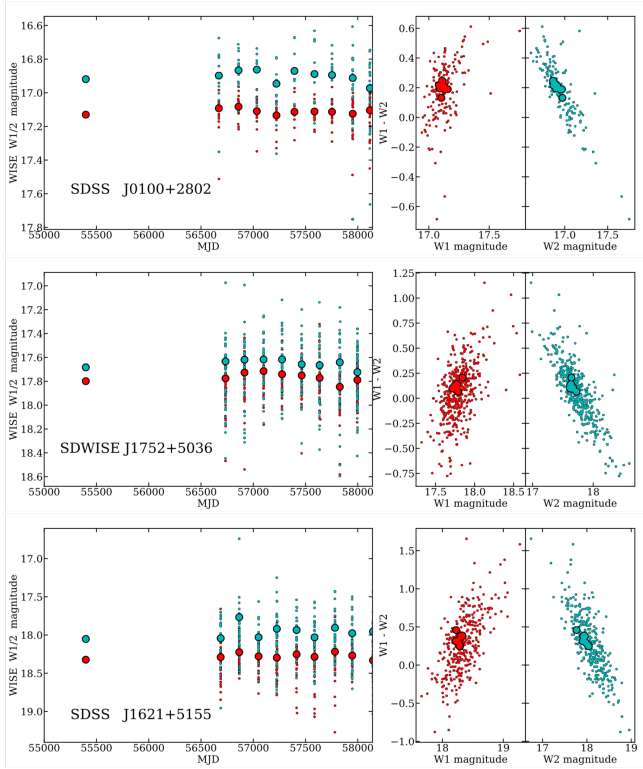 16.6
16.8
17.0
17.2
17.4
17.6
17.8
WISE W1/2 magnitude
SDSS J0100+2802
55000 55500 56000 56500 57000 57500 58000
MJD
0.6
0.4
0.2
0.0
−0.2
−0.4
−0.6
W1 - W2
17.0 17.5
W1 magnitude
17.0 17.5
W2 magnitude
17.0
17.2
17.4
17.6
17.8
18.0
18.2
18.4
18.6
WISE W1/2 magnitude
SDWISE J1752+5036
55000 55500 56000 56500 57000 57500 58000
MJD
1.25
1.00
0.75
0.50
0.25
0.00
−0.25
−0.50
−0.75
W1 - W2
17.5 18.0 18.5
W1 magnitude
17 18
W2 magnitude
17.0
17.5
18.0
18.5
19.0
WISE W1/2 magnitude
SDSS J1621+5155
55000 55500 56000 56500 57000 57500 58000
MJD
1.5
1.0
0.5
0.0
−0.5
−1.0
W1 - W2
18 19
W1 magnitude
17 18 19
W2 magnitude